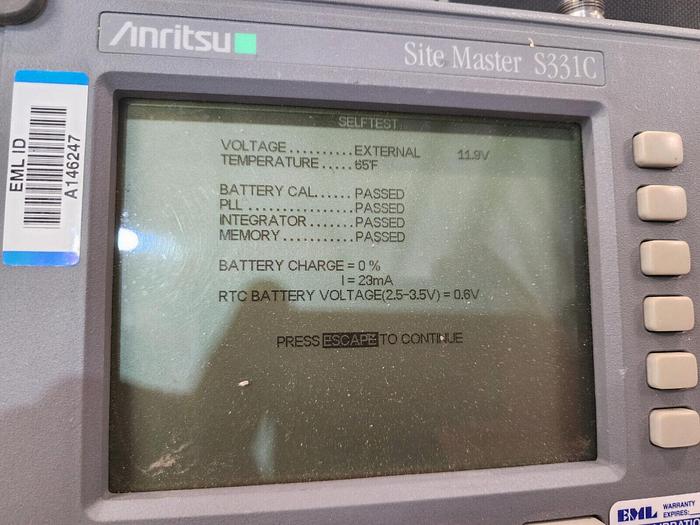 Anritsu
Site Master S331C
EML ID
A146247
SELFTEST
VOLTAGE..........EXTERNAL 11.9V
TEMPERATURE.....65°F
BATTERY CAL......PASSED
PLL................PASSED
INTEGRATOR.......PASSED
MEMORY...........PASSED
BATTERY CHARGE = 0 %
I = 23mA
RTC BATTERY VOLTAGE(2.5-3.5V) = 0.6V
PRESS ESCAPE TO CONTINUE
EML WARRANTY
EXPIRES: